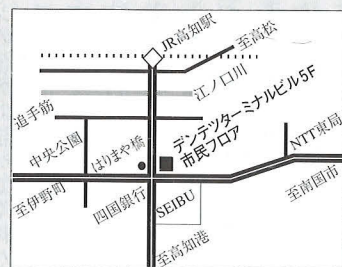 JR高知駅
至高松
江ノ口川
追手筋
デンテツターミナルビル5F
市民フロア
中央公園
はりまや橋
NTT東局
至伊野町
四国銀行
SEIBU
至南国市
至高知港